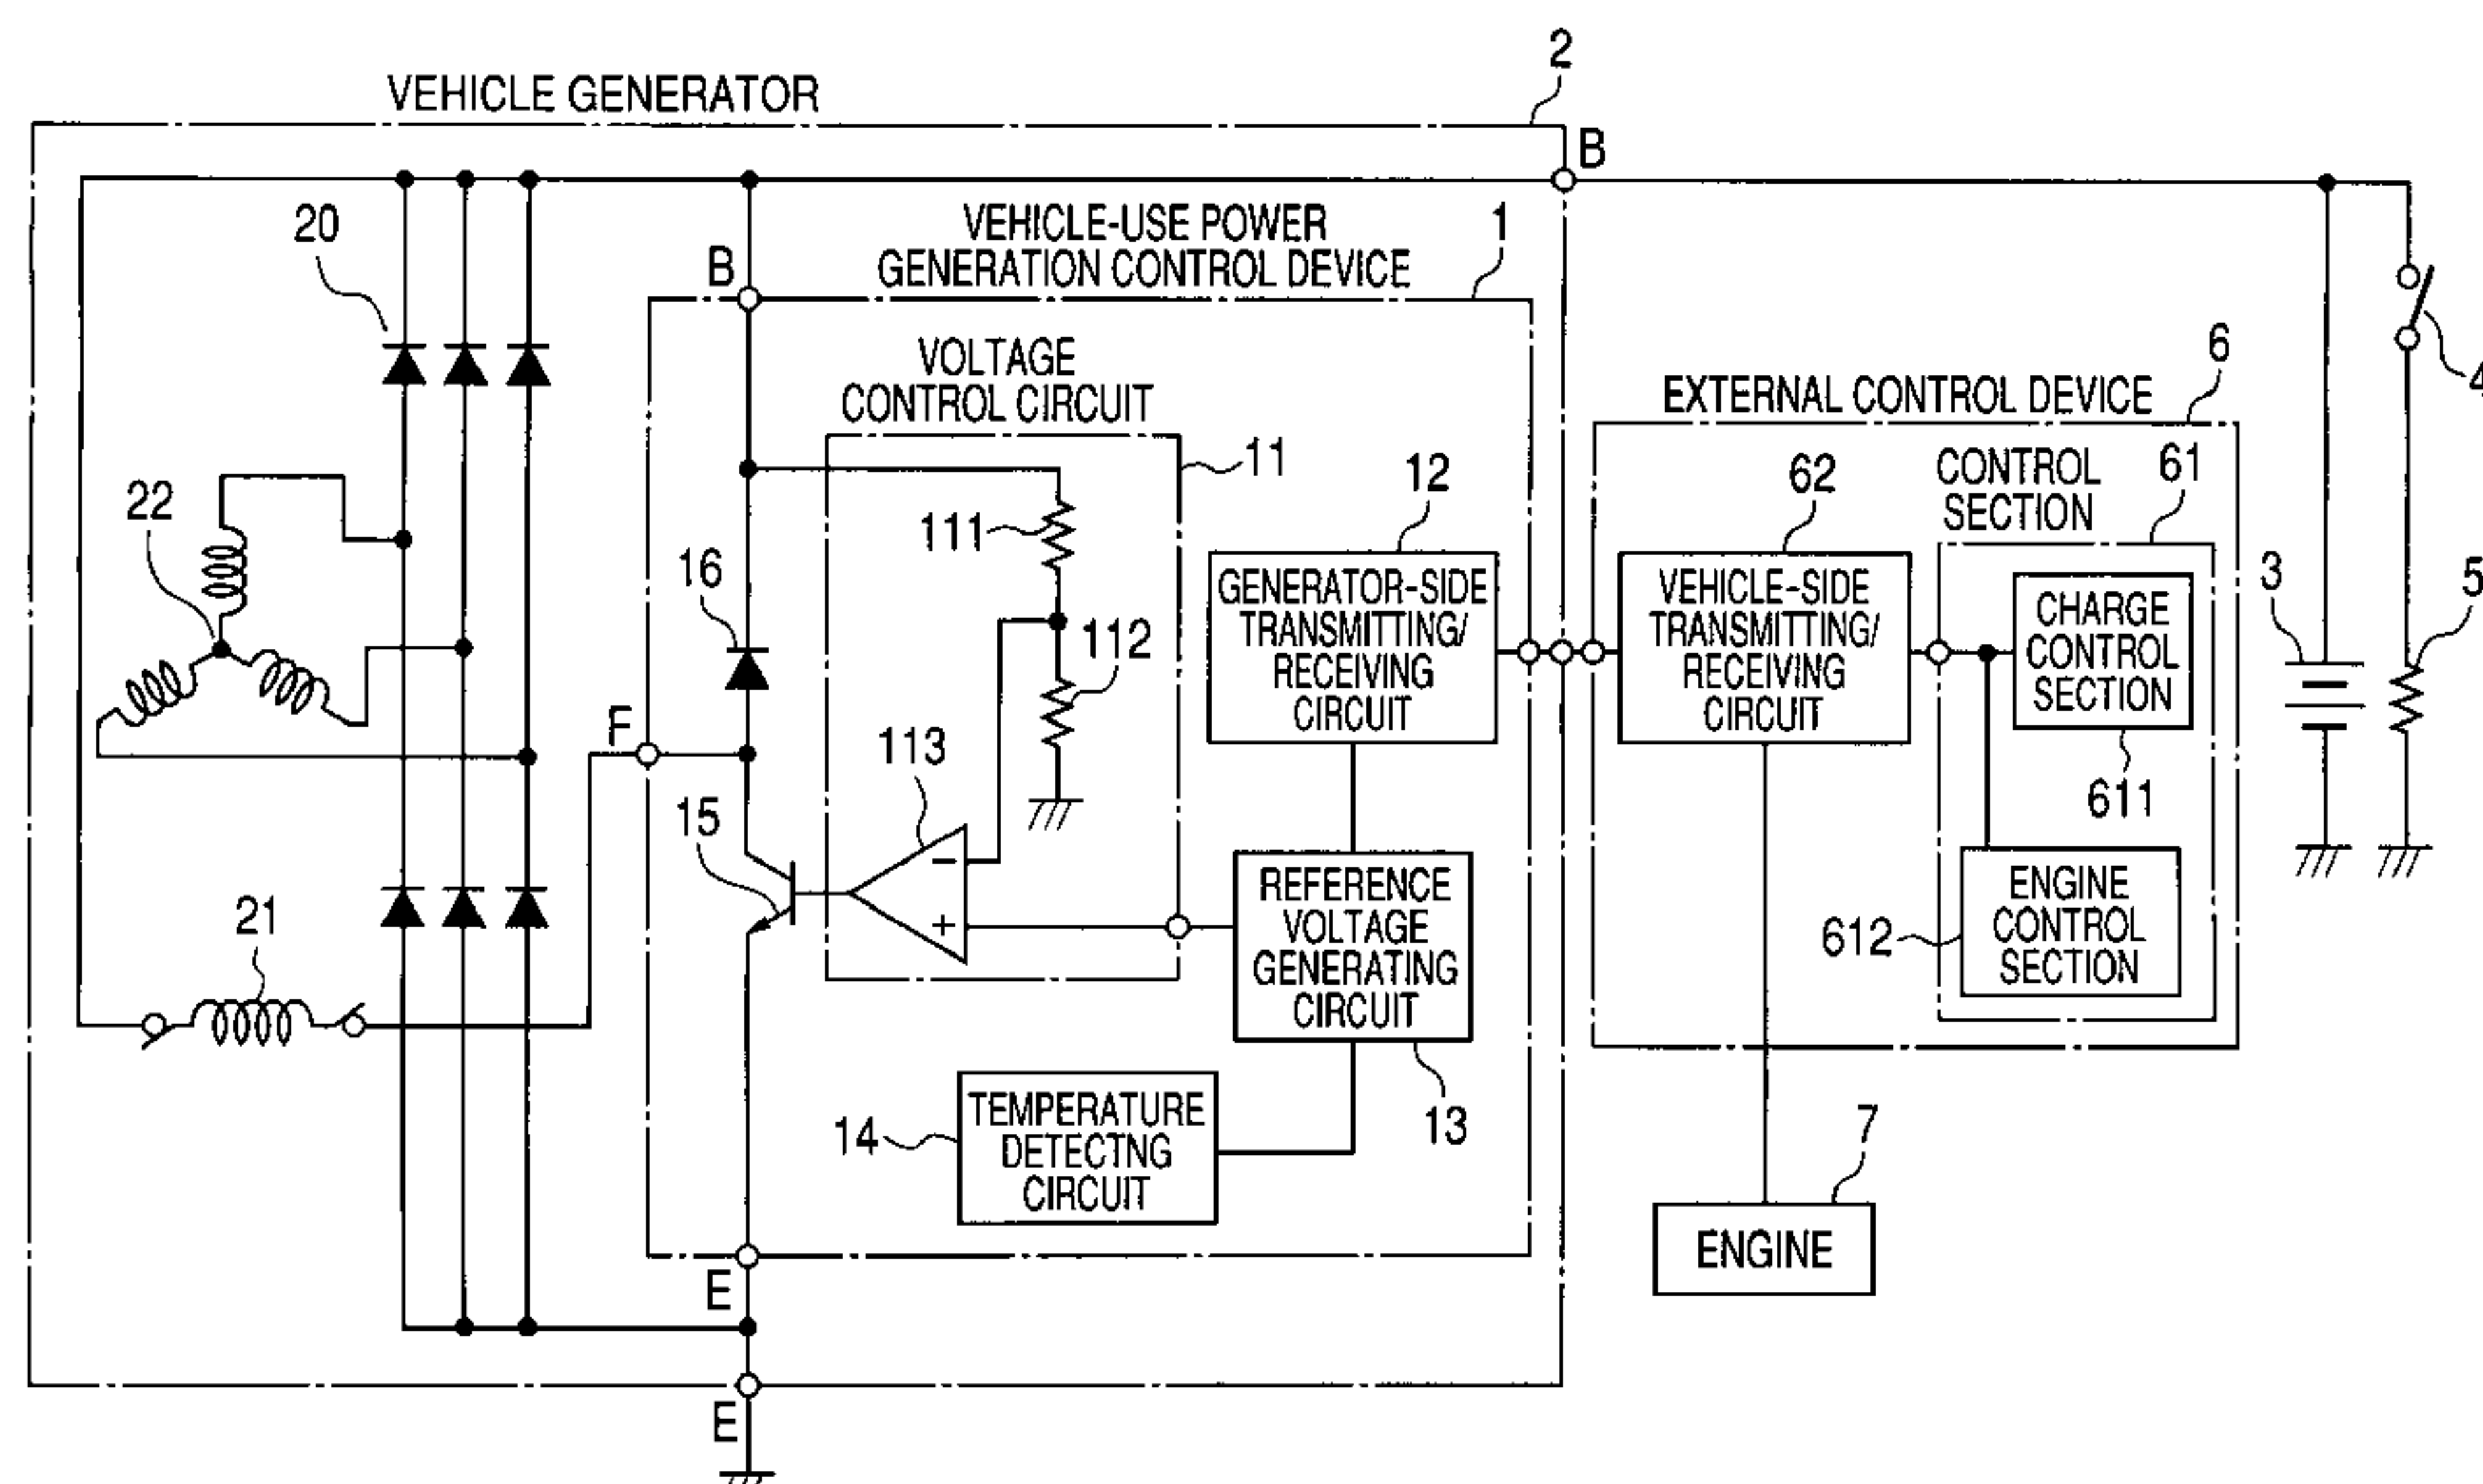 VEHICLE GENERATOR
2
B
20
VEHICLE-USE POWER
GENERATION CONTROL DEVICE
1
B
VOLTAGE
CONTROL CIRCUIT
11
EXTERNAL CONTROL DEVICE
6
4
22
16
111
112
12
GENERATOR-SIDE
TRANSMITTING/
RECEIVING
CIRCUIT
62
VEHICLE-SIDE
TRANSMITTING/
RECEIVING
CIRCUIT
CONTROL
SECTION
61
CHARGE
CONTROL
SECTION
611
3
5
F
113
15
−
+
REFERENCE
VOLTAGE
GENERATING
CIRCUIT
13
612
ENGINE
CONTROL
SECTION
21
14
TEMPERATURE
DETECTNG
CIRCUIT
7
ENGINE
E
E